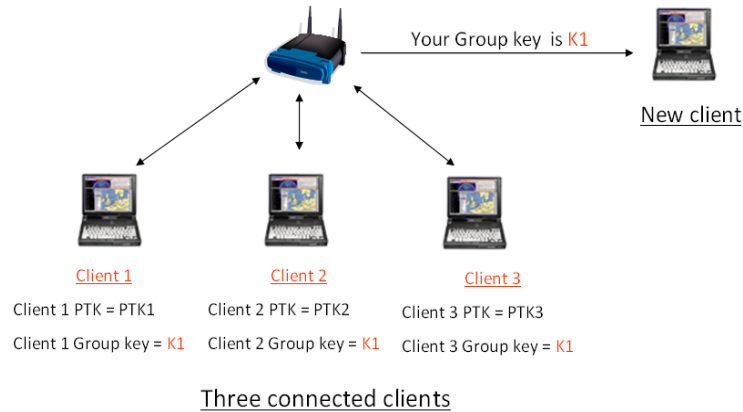 Your Group key is K1
New client
Client 1
Client 2
Client 3
Client 1 PTK = PTK1
Client 2 PTK = PTK2
Client 3 PTK = PTK3
Client 1 Group key = K1
Client 2 Group key = K1
Client 3 Group key = K1
Three connected clients